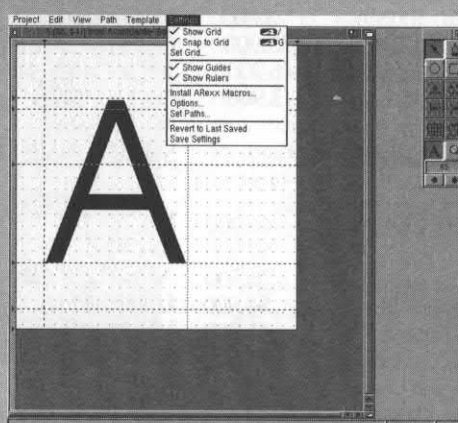 Project Edit View Path Template Settings
✓ Show Grid /
✓ Snap to Grid G
Set Grid...
✓ Show Guides
✓ Show Rulers
Install ARexx Macros...
Options...
Set Paths...
Revert to Last Saved
Save Settings
A
A